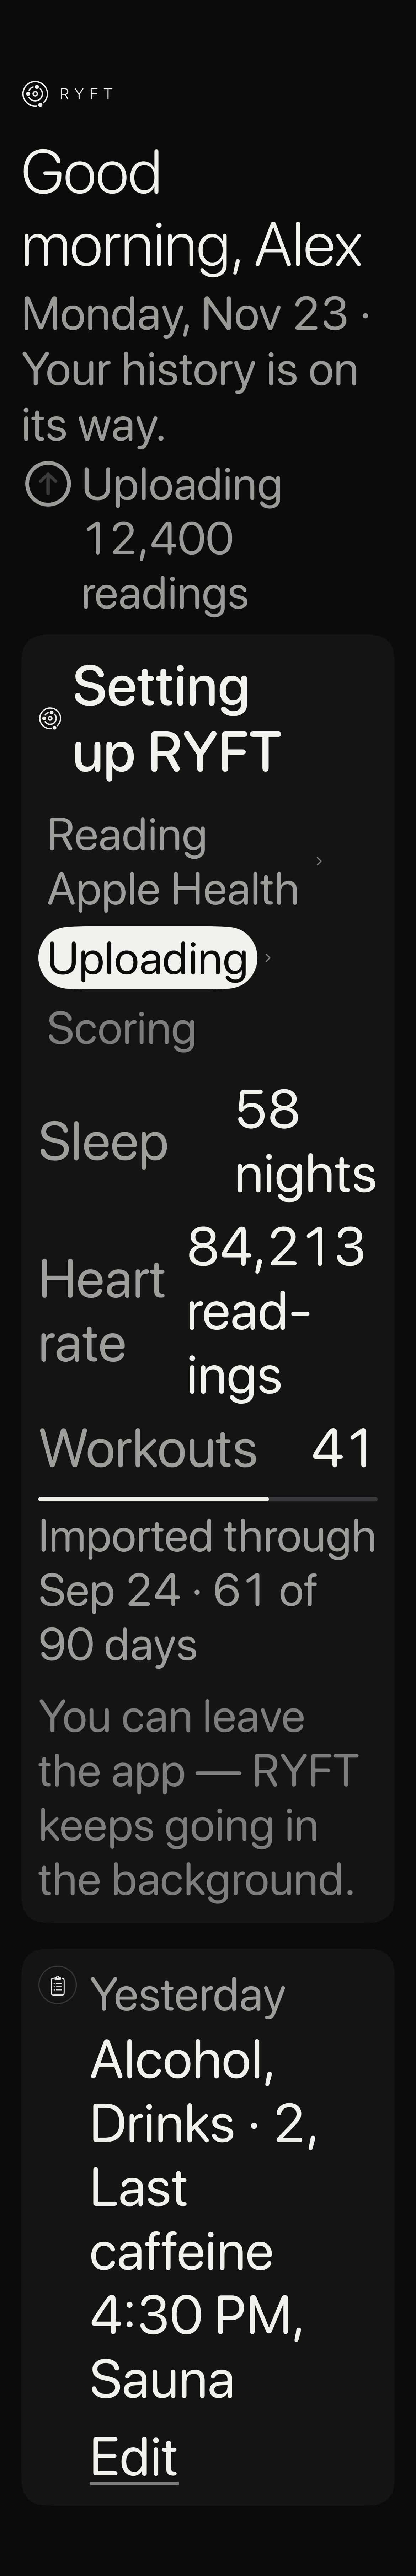 RYFT
Good
morning, Alex
Monday, Nov 23 ·
Your history is on
its way.
Uploading
12,400
readings
Setting
up RYFT
Reading
Apple Health
Uploading
Scoring
Sleep
58
nights
Heart
rate
84,213
read-
ings
Workouts 41
Imported through
Sep 24 · 61 of
90 days
You can leave
the app — RYFT
keeps going in
the background.
Yesterday
Alcohol,
Drinks · 2,
Last
caffeine
4:30 PM,
Sauna
Edit